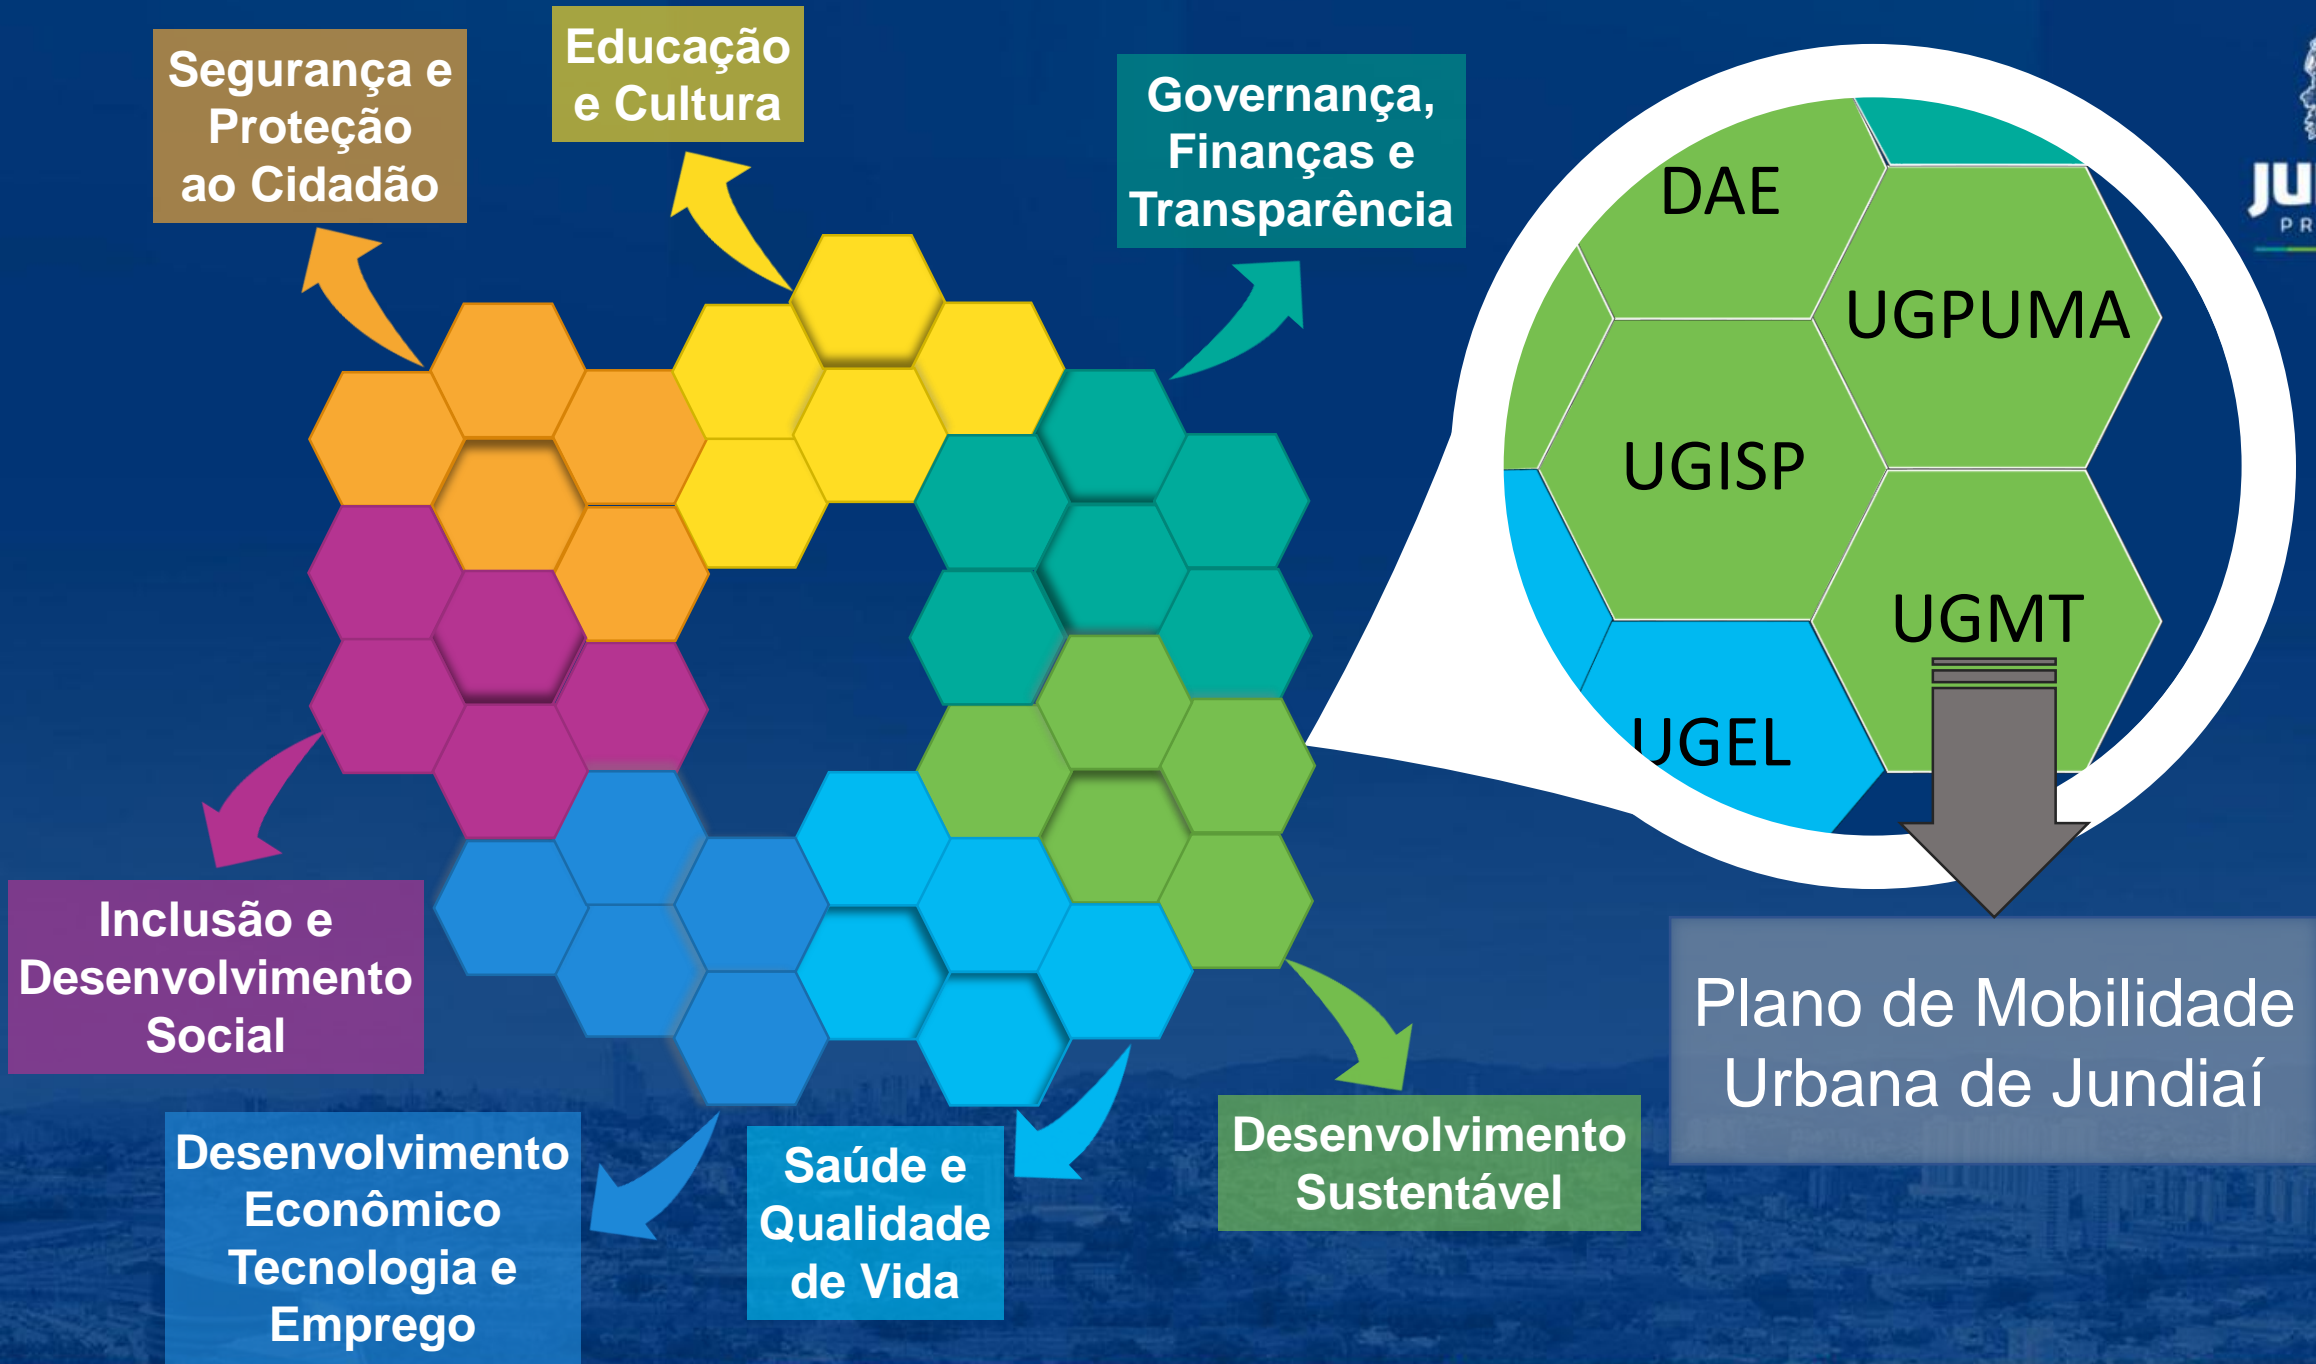 Segurança e
Proteção
ao Cidadão
Educação
e Cultura
Governança,
Finanças e
Transparência
DAE
UGPUMA
UGISP
UGMT
UGEL
Inclusão e
Desenvolvimento
Social
Desenvolvimento
Econômico
Tecnologia e
Emprego
Saúde e
Qualidade
de Vida
Desenvolvimento
Sustentável
Plano de Mobilidade
Urbana de Jundiaí